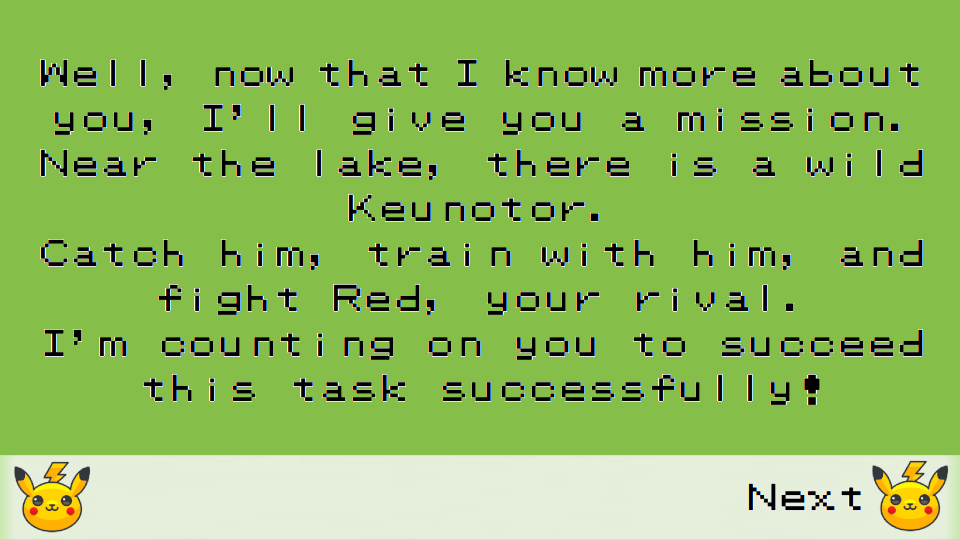 Well, now that I know more about
you, I'll give you a mission.
Near the lake, there is a wild
Keunotor.
Catch him, train with him, and
fight Red, your rival.
I'm counting on you to succeed
this task successfully!
Next